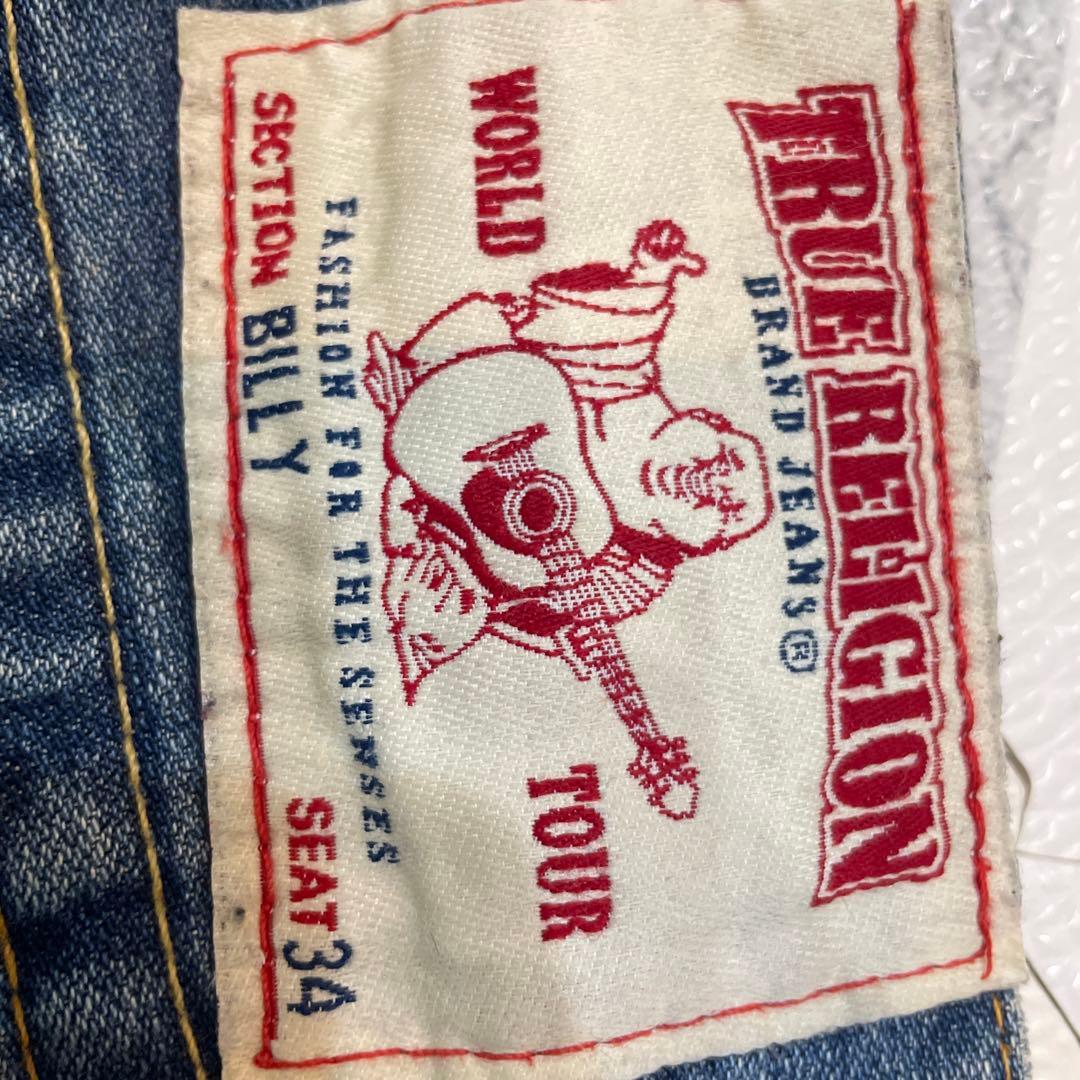 TRUE RELIGION
BRAND JEANS®
WORLD TOUR
FASHION FOR THE SENSES
SECTION BILLY SEAT 34